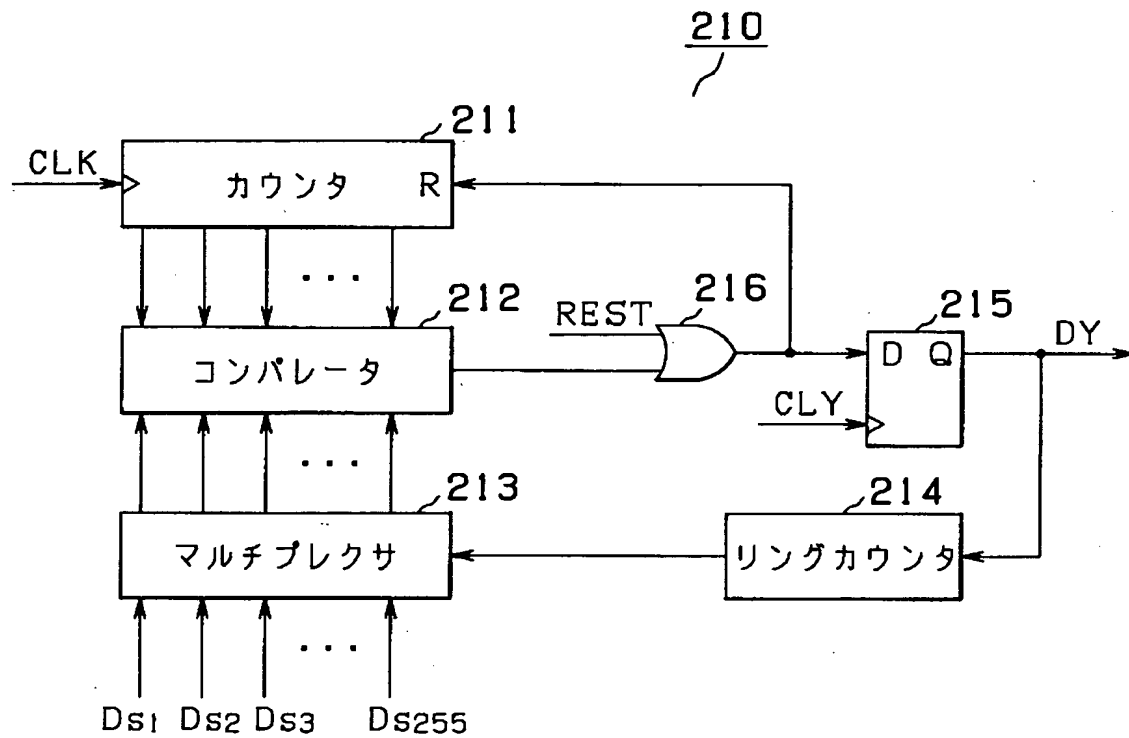 210
211
CLK
カウンタ R
...
212
REST
216
215
コンパレータ
D Q
DY
CLY
...
213
214
マルチプレクサ
リングカウンタ
...
Ds1 Ds2 Ds3 Ds255